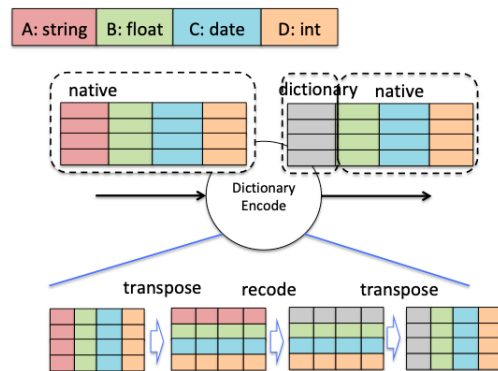 A: string B: float C: date D: int
native dictionary native
Dictionary
Encode
transpose recode transpose